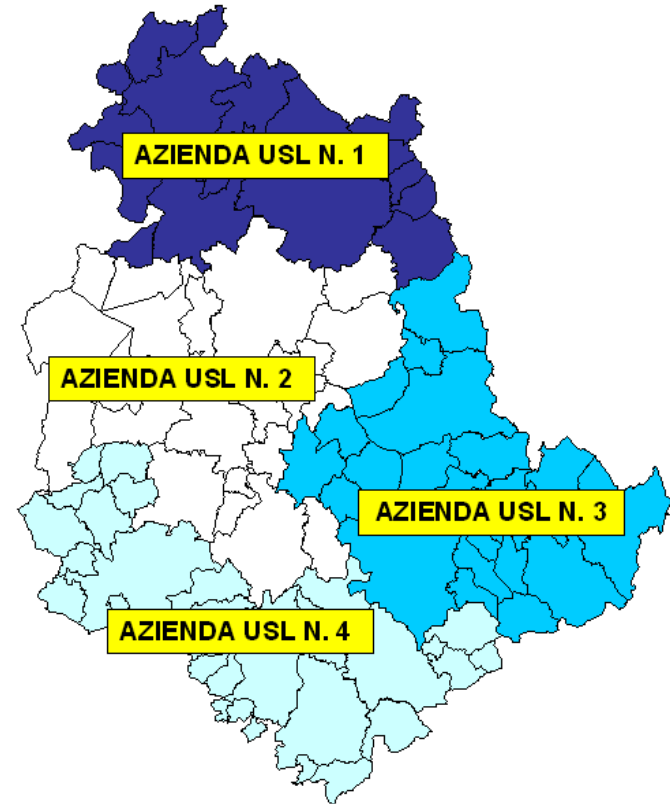 AZIENDA USL N. 1
AZIENDA USL N. 2
AZIENDA USL N. 3
AZIENDA USL N. 4